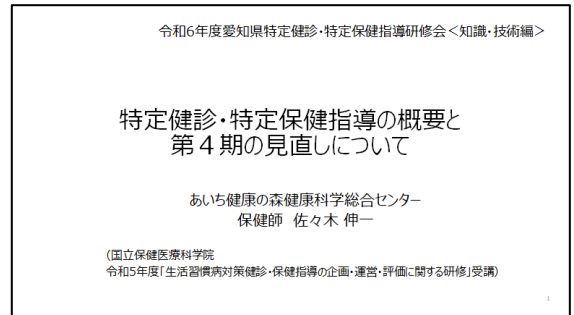 令和6年度愛知県特定健診・特定保健指導研修会＜知識・技術編＞
特定健診・特定保健指導の概要と
第４期の見直しについて
あいち健康の森健康科学総合センター
保健師 佐々木 伸一
（国立保健医療科学院
令和5年度「生活習慣病対策健診・保健指導の企画・運営・評価に関する研修」受講）
1